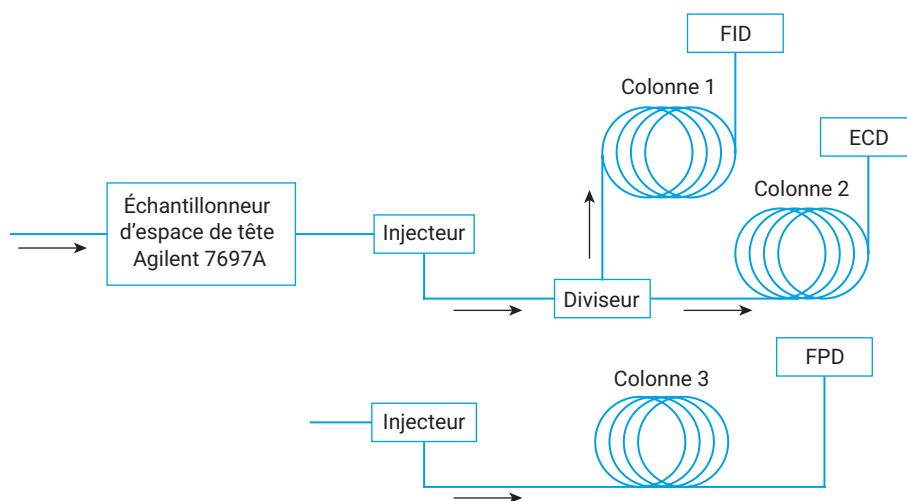 FID
Colonne 1
ECD
Colonne 2
Échantillonneur
d'espace de tête
Agilent 7697A
Injecteur
Diviseur
FPD
Colonne 3
Injecteur